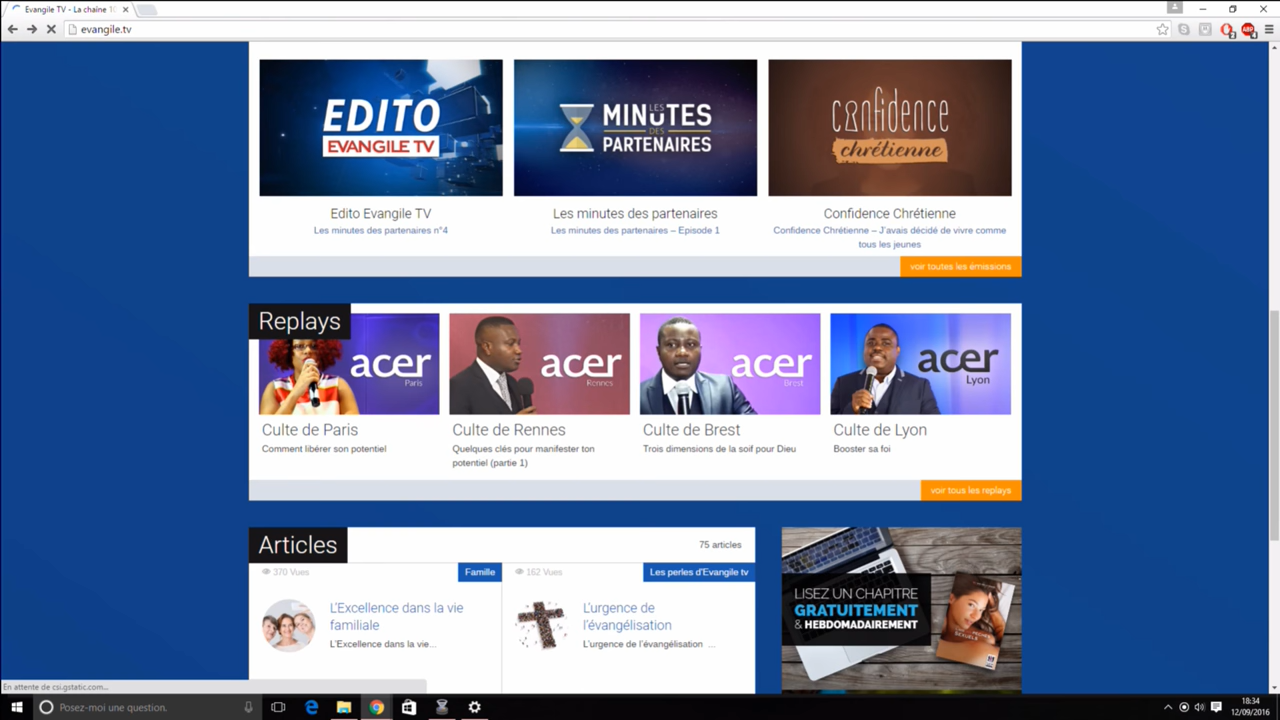 Evangile TV - La chaîne 10
evangile.tv
EDITO
EVANGILE TV
LES
MINUTES
DES
PARTENAIRES
confidence
chrétienne
Edito Evangile TV
Les minutes des partenaires n°4
Les minutes des partenaires
Les minutes des partenaires – Episode 1
Confidence Chrétienne
Confidence Chrétienne – J'avais décidé de vivre comme
tous les jeunes
voir toutes les émissions
Replays
acer
Paris
acer
Rennes
acer
Brest
acer
Lyon
Culte de Paris
Comment libérer son potentiel
Culte de Rennes
Quelques clés pour manifester ton
potentiel (partie 1)
Culte de Brest
Trois dimensions de la soif pour Dieu
Culte de Lyon
Booster sa foi
voir tous les replays
Articles
75 articles
370 Vues
Famille
L'Excellence dans la vie
familiale
L'Excellence dans la vie...
162 Vues
Les perles d'Evangile tv
L'urgence de
l'évangélisation
L'urgence de l'évangélisation ...
LISEZ UN CHAPITRE
GRATUITEMENT
& HEBDOMADAIREMENT
En attente de csi.gstatic.com...
Posez-moi une question.
18:34
12/09/2016